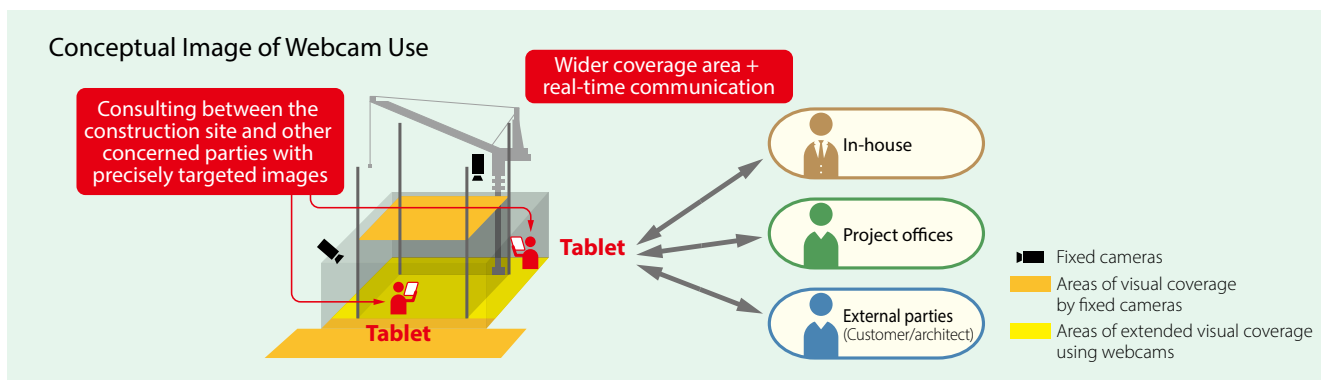 Conceptual Image of Webcam Use
Wider coverage area +
real-time communication
Consulting between the
construction site and other
concerned parties with
precisely targeted images
Tablet
Tablet
In-house
Project offices
External parties
(Customer/architect)
Fixed cameras
Areas of visual coverage
by fixed cameras
Areas of extended visual coverage
using webcams